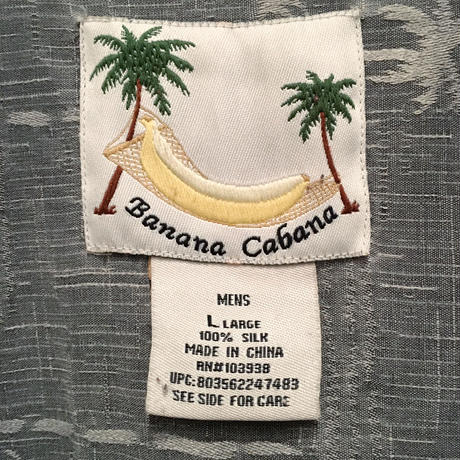 Banana Cabana
MENS
L LARGE
100% SILK
MADE IN CHINA
RN#103938
UPC:803562247483
SEE SIDE FOR CARE